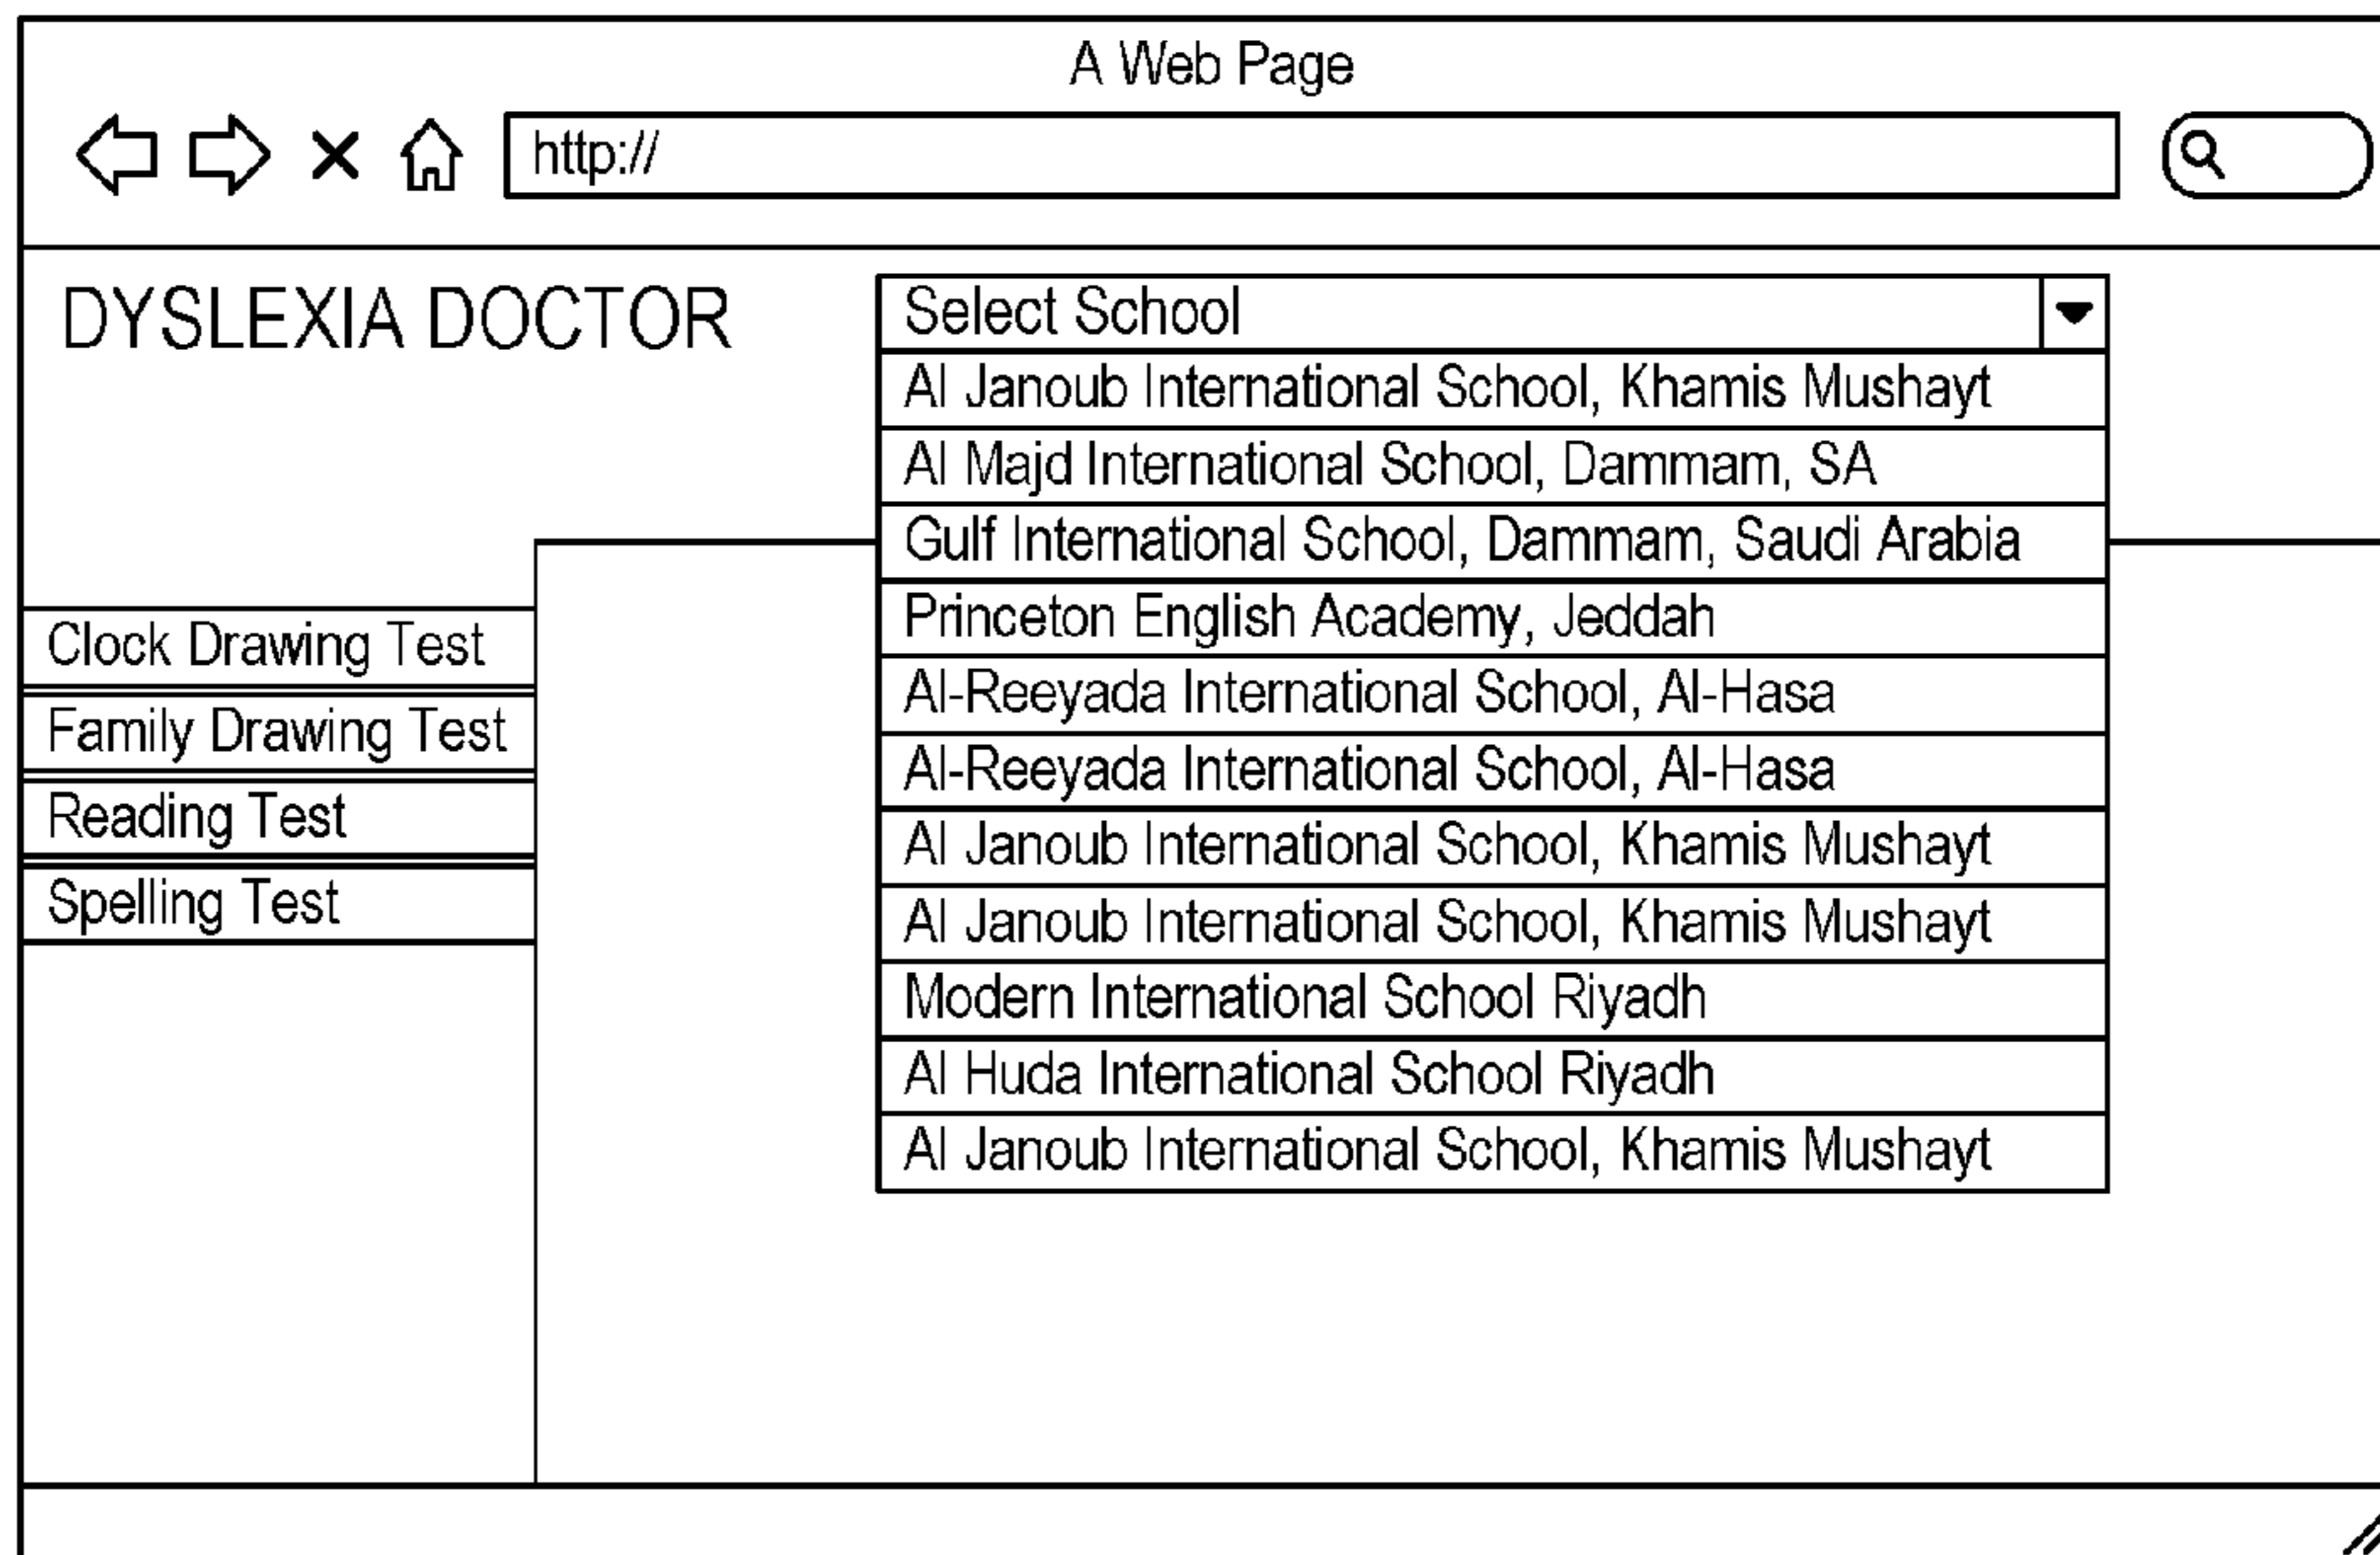 A Web Page
http://
DYSLEXIA DOCTOR
Select School
Al Janoub International School, Khamis Mushayt
Al Majd International School, Dammam, SA
Gulf International School, Dammam, Saudi Arabia
Princeton English Academy, Jeddah
Al-Reeyada International School, Al-Hasa
Al-Reeyada International School, Al-Hasa
Al Janoub International School, Khamis Mushayt
Al Janoub International School, Khamis Mushayt
Modern International School Riyadh
Al Huda International School Riyadh
Al Janoub International School, Khamis Mushayt
Clock Drawing Test
Family Drawing Test
Reading Test
Spelling Test